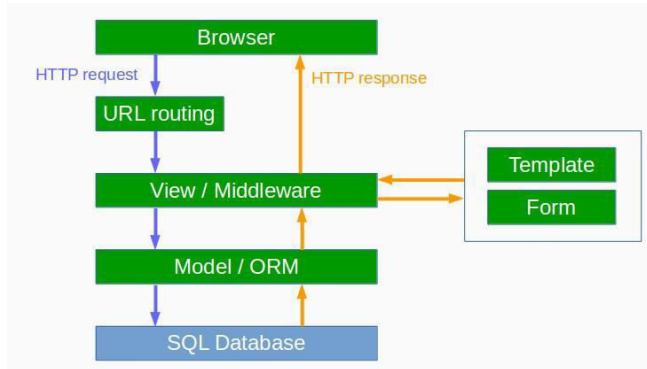 Browser
HTTP request
HTTP response
URL routing
View / Middleware
Template
Form
Model / ORM
SQL Database